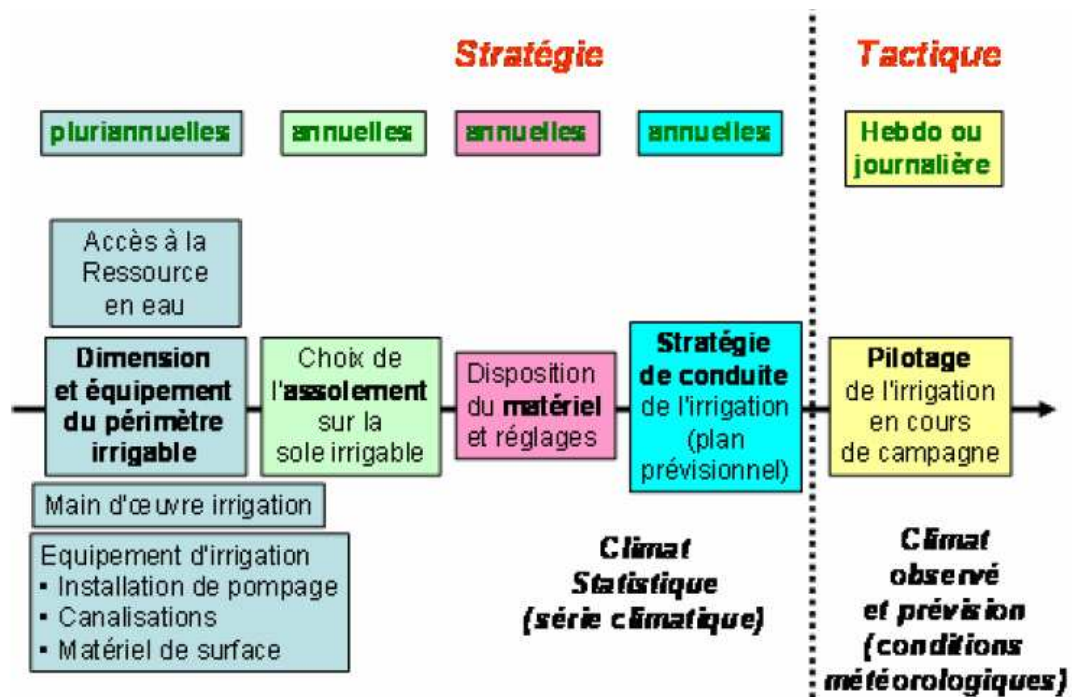 Stratégie
Tactique
pluriannuelles
annuelles
annuelles
annuelles
Hebdo ou
journalière
Accès à la
Ressource
en eau
Dimension
et équipement
du périmètre
irrigable
Choix de
l'assolement
sur la
sole irrigable
Disposition
du matériel
et réglages
Stratégie
de conduite
de l'irrigation
(plan
prévisionnel)
Pilotage
de l'irrigation
en cours
de campagne
Main d'œuvre irrigation
Equipement d'irrigation
▪ Installation de pompage
▪ Canalisations
▪ Matériel de surface
Climat
Statistique
(série climatique)
Climat
observé
et prévision
(conditions
météorologiques)